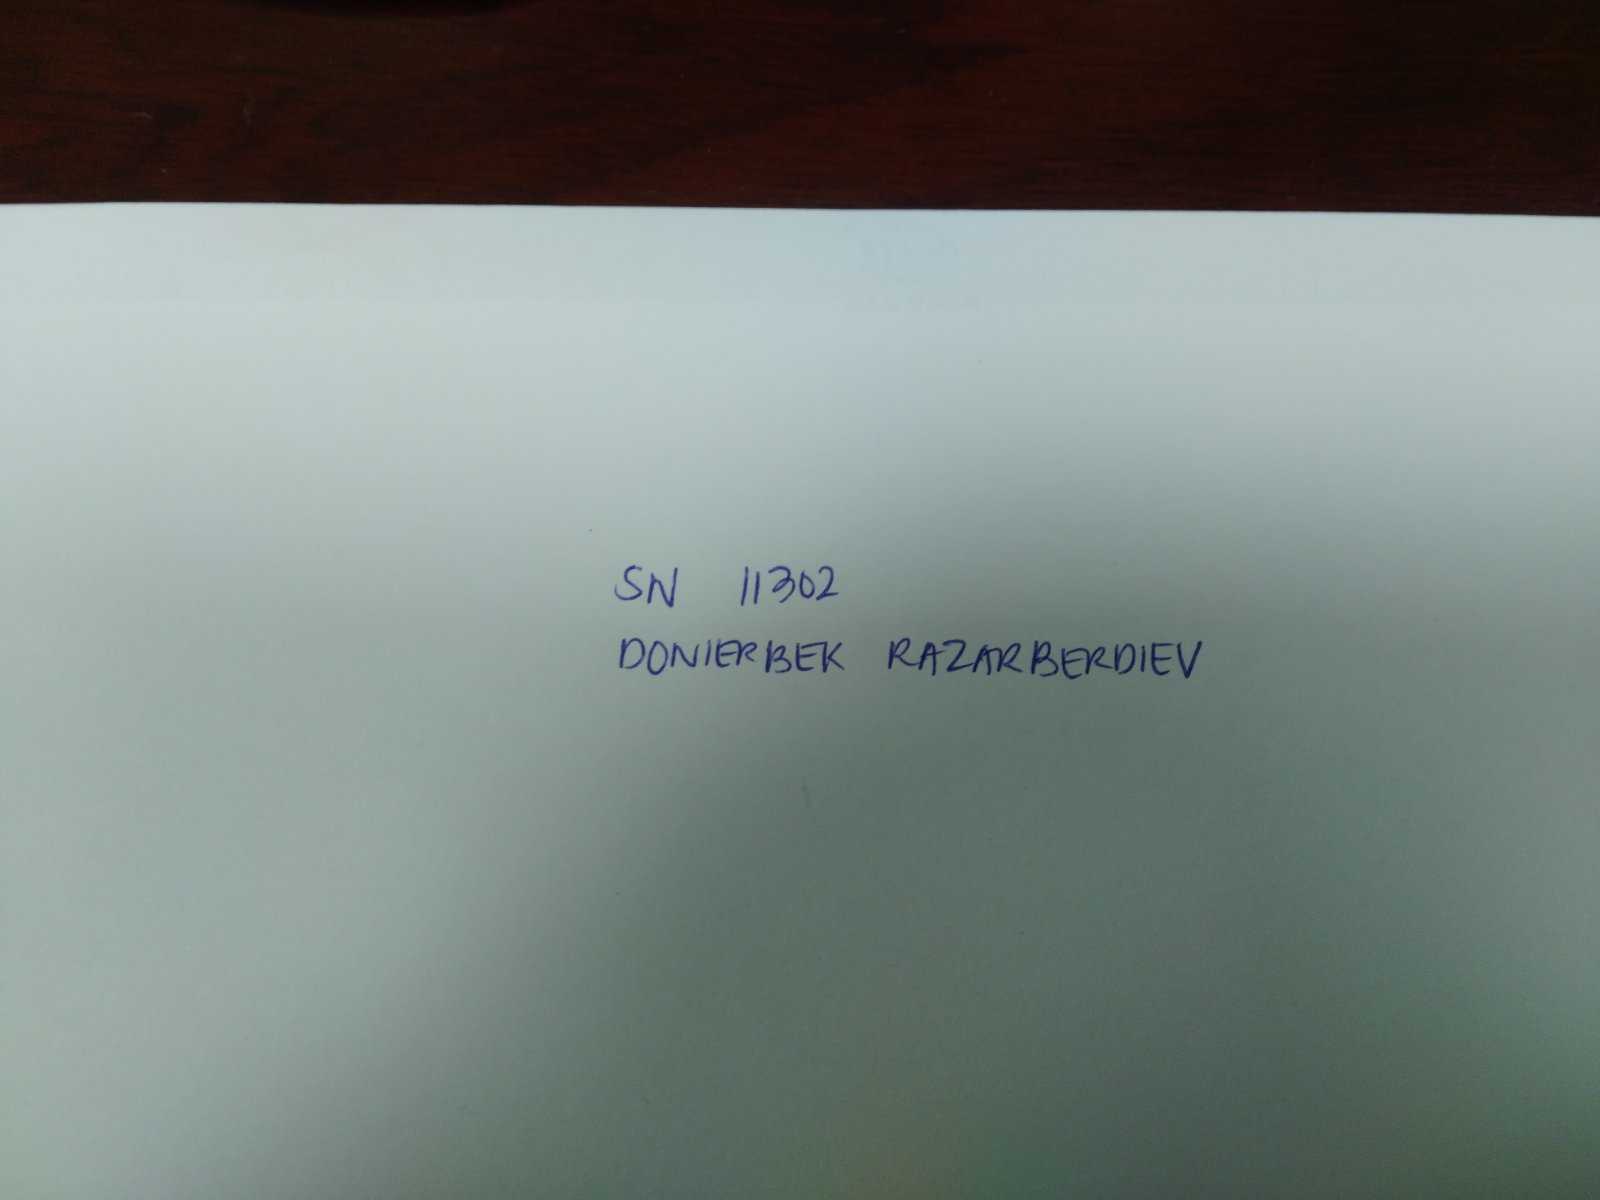 SN 11302
DONIERBEK RAZARBERDIEV